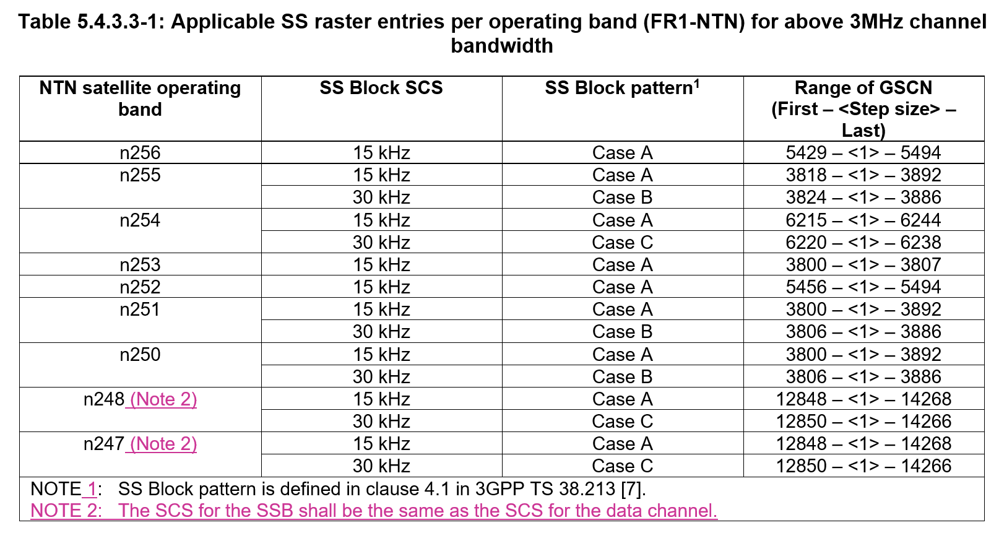 Table 5.4.3.3-1: Applicable SS raster entries per operating band (FR1-NTN) for above 3MHz channel
bandwidth
NTN satellite operating band SS Block SCS SS Block pattern1 Range of GSCN (First – <Step size> – Last)
n256 15 kHz Case A 5429 – <1> – 5494
n255 15 kHz Case A 3818 – <1> – 3892
30 kHz Case B 3824 – <1> – 3886
n254 15 kHz Case A 6215 – <1> – 6244
30 kHz Case C 6220 – <1> – 6238
n253 15 kHz Case A 3800 – <1> – 3807
n252 15 kHz Case A 5456 – <1> – 5494
n251 15 kHz Case A 3800 – <1> – 3892
30 kHz Case B 3806 – <1> – 3886
n250 15 kHz Case A 3800 – <1> – 3892
30 kHz Case B 3806 – <1> – 3886
n248 (Note 2) 15 kHz Case A 12848 – <1> – 14268
30 kHz Case C 12850 – <1> – 14266
n247 (Note 2) 15 kHz Case A 12848 – <1> – 14268
30 kHz Case C 12850 – <1> – 14266
NOTE 1: SS Block pattern is defined in clause 4.1 in 3GPP TS 38.213 [7].
NOTE 2: The SCS for the SSB shall be the same as the SCS for the data channel.